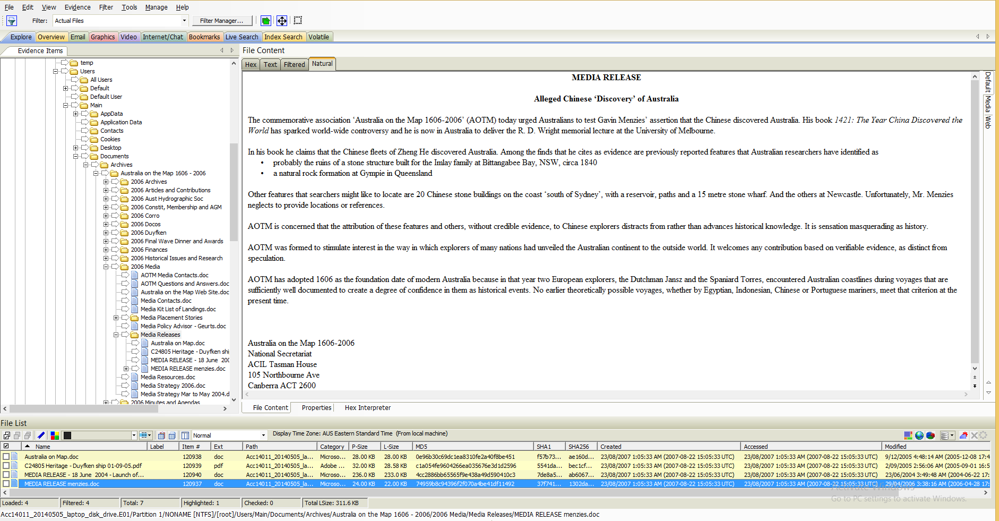 File Edit View Evidence Filter Tools Manage Help
Filter: Actual Files Filter Manager...
Explore Overview Email Graphics Video Internet/Chat Bookmarks Live Search Index Search Volatile
Evidence Items
temp
Users
All Users
Default
Default User
Main
AppData
Application Data
Contacts
Cookies
Desktop
Documents
Archives
Australia on the Map 1606 - 2006
2006 Archives
2006 Articles and Contributions
2006 Aust Hydrographic Soc
2006 Constit, Membership and AGM
2006 Corro
2006 Docos
2006 Duyfken
2006 Final Wave Dinner and Awards
2006 Finances
2006 Historical Issues and Research
2006 Media
AOTM Media Contacts.doc
AOTM Questions and Answers.doc
Australia on the Map Web Site.doc
Media Contacts.doc
Media Kit List of Landings.doc
Media Placement Stories
Media Policy Advisor - Geurts.doc
Media Releases
Australia on Map.doc
C24805 Heritage - Duyfken shi
MEDIA RELEASE - 18 June 200
MEDIA RELEASE menzies.doc
Media Resources.doc
Media Strategy 2006.doc
Media Strategy Mar to May 2004.d
2006 Minutes and Agendas
File Content
Hex Text Filtered Natural
MEDIA RELEASE
Alleged Chinese ‘Discovery’ of Australia
The commemorative association ‘Australia on the Map 1606-2006’ (AOTM) today urged Australians to test Gavin Menzies’ assertion that the Chinese discovered Australia. His book 1421: The Year China Discovered the
World has sparked world-wide controversy and he is now in Australia to deliver the R. D. Wright memorial lecture at the University of Melbourne.
In his book he claims that the Chinese fleets of Zheng He discovered Australia. Among the finds that he cites as evidence are previously reported features that Australian researchers have identified as
• probably the ruins of a stone structure built for the Imlay family at Bittangabee Bay, NSW, circa 1840
• a natural rock formation at Gympie in Queensland
Other features that searchers might like to locate are 20 Chinese stone buildings on the coast ‘south of Sydney’, with a reservoir, paths and a 15 metre stone wharf. And the others at Newcastle. Unfortunately, Mr. Menzies
neglects to provide locations or references.
AOTM is concerned that the attribution of these features and others, without credible evidence, to Chinese explorers distracts from rather than advances historical knowledge. It is sensation masquerading as history.
AOTM was formed to stimulate interest in the way in which explorers of many nations had unveiled the Australian continent to the outside world. It welcomes any contribution based on verifiable evidence, as distinct from
speculation.
AOTM has adopted 1606 as the foundation date of modern Australia because in that year two European explorers, the Dutchman Jansz and the Spaniard Torres, encountered Australian coastlines during voyages that are
sufficiently well documented to create a degree of confidence in them as historical events. No earlier theoretically possible voyages, whether by Egyptian, Indonesian, Chinese or Portuguese mariners, meet that criterion at the
present time.
Australia on the Map 1606-2006
National Secretariat
ACIL Tasman House
105 Northbourne Ave
Canberra ACT 2600
Default Media Web
File Content Properties Hex Interpreter
File List
Normal Display Time Zone: AUS Eastern Standard Time (From local machine)
Name Label Item # Ext Path Category P-Size L-Size MD5 SHA1 SHA256 Created Accessed Modified
Australia on Map.doc 120938 doc Acc14011_20140505_la... Microso... 28.00 KB 28.00 KB 0e96b30c69dc1ea8310fe2a40f8be451 f57b73... ae160d... 23/08/2007 1:05:33 AM (2007-08-22 15:05:33 UTC) 23/08/2007 1:05:33 AM (2007-08-22 15:05:33 UTC) 9/12/2005 4:48:14 AM (2005-12-08 17:4
C24805 Heritage - Duyfken ship 01-09-05.pdf 120939 pdf Acc14011_20140505_la... Adobe ... 32.00 KB 28.58 KB c1a054fe9604266ea035676e3d1d2596 5541da... bec1cf... 23/08/2007 1:05:33 AM (2007-08-22 15:05:33 UTC) 23/08/2007 1:05:33 AM (2007-08-22 15:05:33 UTC) 2/09/2005 2:56:06 AM (2005-09-01 16:5
MEDIA RELEASE - 18 June 2004 - Launch of... 120940 doc Acc14011_20140505_la... Microso... 236.0 KB 233.0 KB 4cc2886bb65565f9e438a49d590410c3 7de8a5... ab6067... 23/08/2007 1:05:33 AM (2007-08-22 15:05:33 UTC) 23/08/2007 1:05:33 AM (2007-08-22 15:05:33 UTC) 23/06/2004 3:49:48 AM (2004-06-22 17:
MEDIA RELEASE menzies.doc 120937 doc Acc14011_20140505_la... Microso... 24.00 KB 22.00 KB 74959b8c94396f2f070a4be41df11492 37f741... 1302da... 23/08/2007 1:05:33 AM (2007-08-22 15:05:33 UTC) 23/08/2007 1:05:33 AM (2007-08-22 15:05:33 UTC) 29/04/2006 3:38:16 AM (2006-04-28 17:
Activate Windows
Go to PC settings to activate Windows.
Loaded: 4 Filtered: 4 Total: 7 Highlighted: 1 Checked: 0 Total LSize: 311.6 KB
Acc14011_20140505_laptop_disk_drive.E01/Partition 1/NONAME [NTFS]/[root]/Users/Main/Documents/Archives/Australia on the Map 1606 - 2006/2006 Media/Media Releases/MEDIA RELEASE menzies.doc